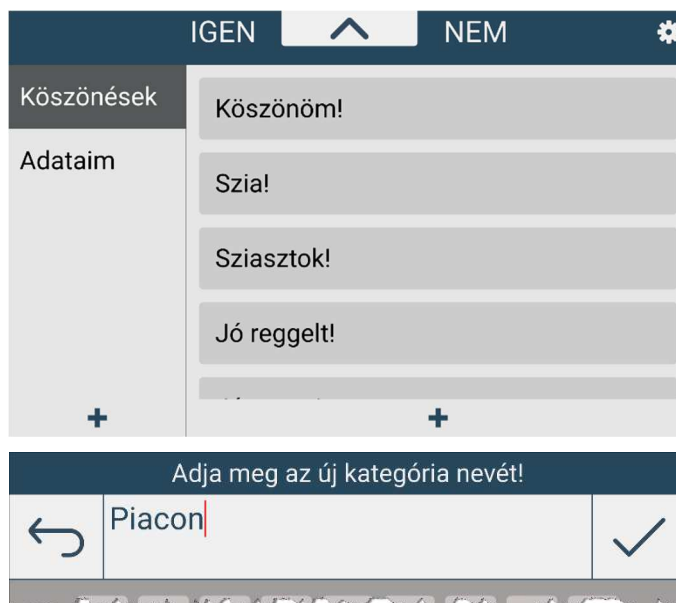 IGEN NEM
Köszönések
Adataim
Köszönöm!
Szia!
Sziasztok!
Jó reggelt!
+ +
Adja meg az új kategória nevét!
Piacon